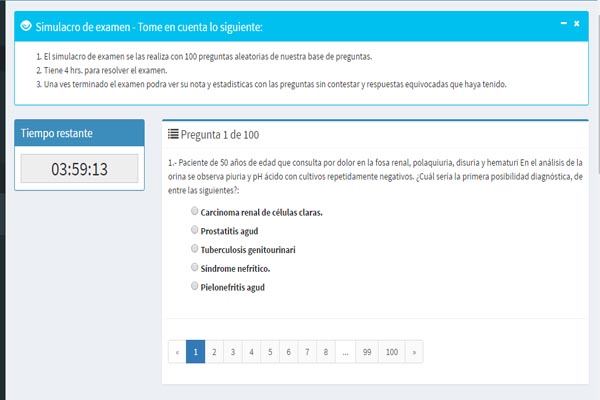 Simulacro de examen - Tome en cuenta lo siguiente:
1. El simulacro de examen se las realiza con 100 preguntas aleatorias de nuestra base de preguntas.
2. Tiene 4 hrs. para resolver el examen.
3. Una ves terminado el examen podra ver su nota y estadisticas con las preguntas sin contestar y respuestas equivocadas que haya tenido.
Tiempo restante
03:59:13
Pregunta 1 de 100
1.- Paciente de 50 años de edad que consulta por dolor en la fosa renal, polaquiuria, disuria y hematuri En el análisis de la
orina se observa piuria y pH ácido con cultivos repetidamente negativos. ¿Cuál sería la primera posibilidad diagnóstica, de
entre las siguientes?:
Carcinoma renal de células claras.
Prostatitis agud
Tuberculosis genitourinari
Síndrome nefrítico.
Pielonefritis agud
« 1 2 3 4 5 6 7 8 ... 99 100 »